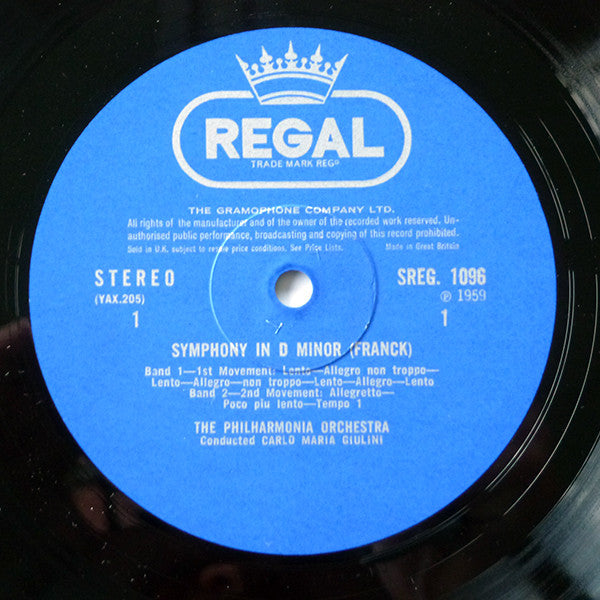 REGAL
TRADE MARK REGD
THE GRAMOPHONE COMPANY LTD.
All rights of the manufacturer and of the owner of the recorded work reserved. Un-
authorised public performance, broadcasting and copying of this record prohibited.
Sold in U.K. subject to resale price conditions. See Price Lists. Made in Great Britain
STEREO SREG. 1096
(YAX.205) ℗ 1959
1 1
SYMPHONY IN D MINOR (FRANCK)
Band 1—1st Movement: Lento—Allegro non troppo—
Lento—Allegro—non troppo—Lento—Allegro—Lento
Band 2—2nd Movement: Allegretto—
Poco piu lento—Tempo 1
THE PHILHARMONIA ORCHESTRA
Conducted CARLO MARIA GIULINI